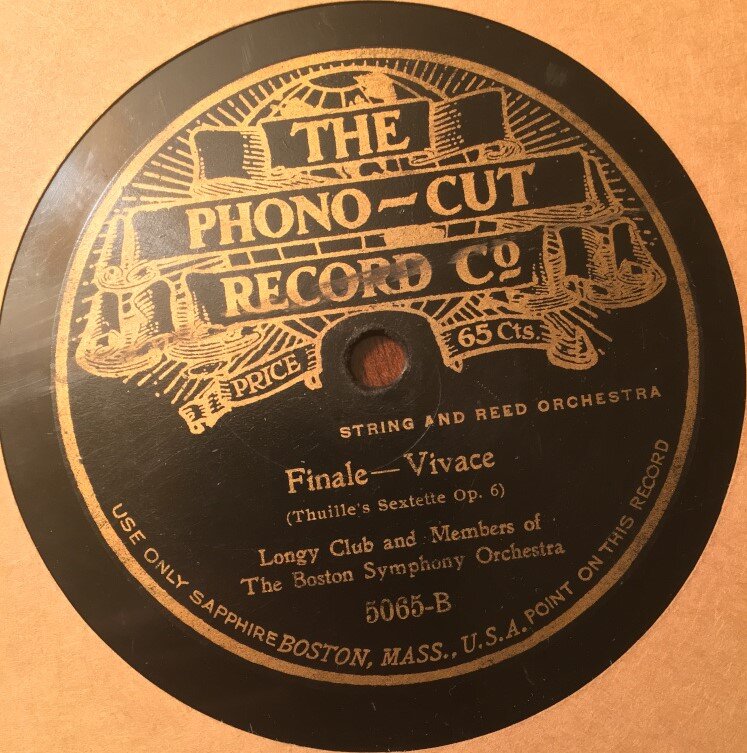 THE
PHONO-CUT
RECORD Cọ
PRICE 65 Cts.
STRING AND REED ORCHESTRA
Finale—Vivace
(Thuille's Sextette Op. 6)
Longy Club and Members of
The Boston Symphony Orchestra
5065-B
USE ONLY SAPPHIRE POINT ON THIS RECORD
BOSTON, MASS., U.S.A.